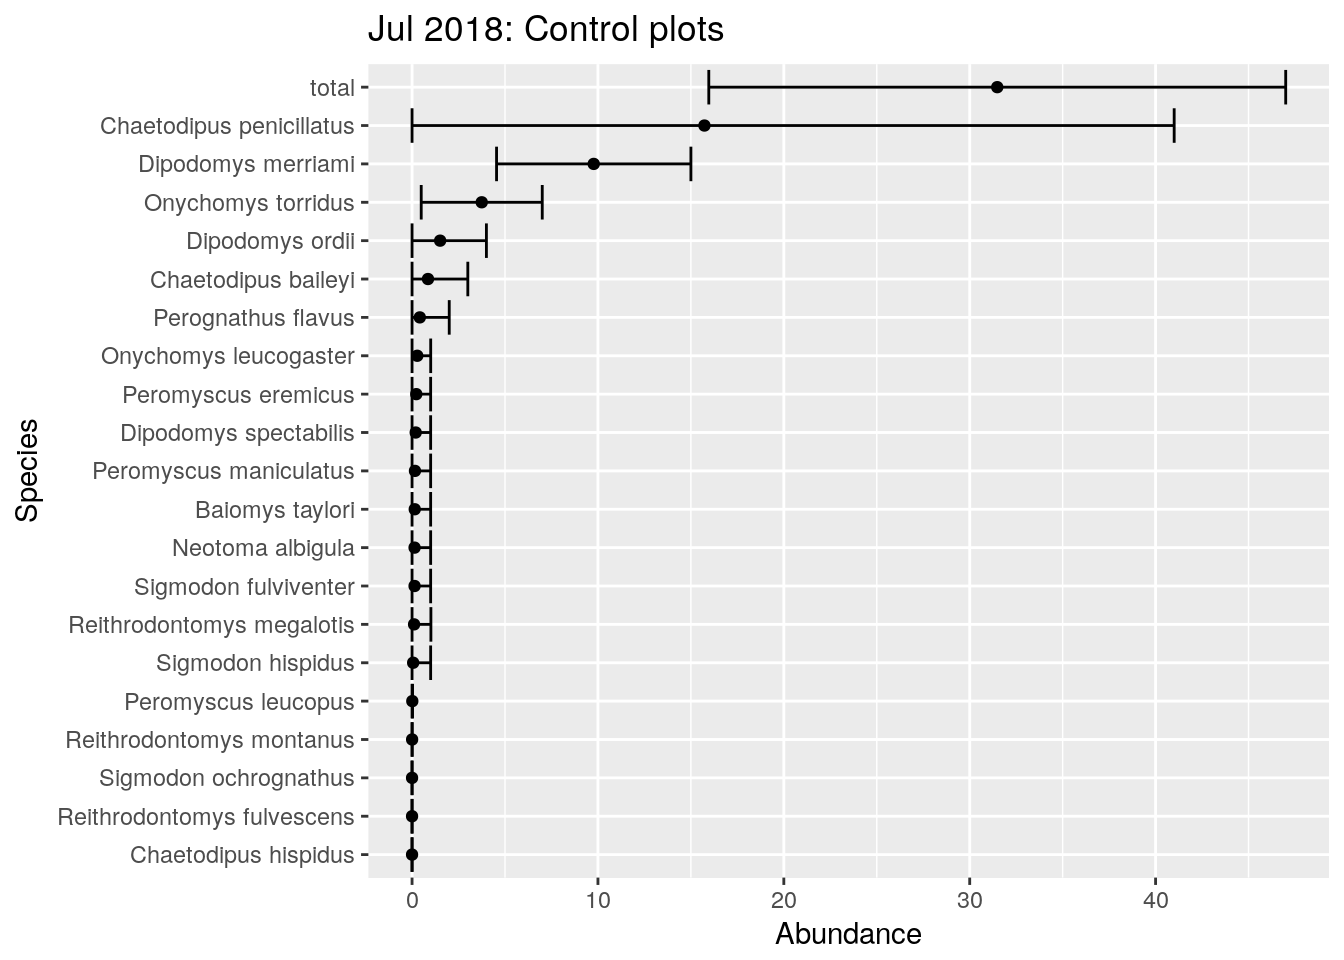 Jul 2018: Control plots
total
Chaetodipus penicillatus
Dipodomys merriami
Onychomys torridus
Dipodomys ordii
Chaetodipus baileyi
Perognathus flavus
Onychomys leucogaster
Peromyscus eremicus
Dipodomys spectabilis
Peromyscus maniculatus
Baiomys taylori
Neotoma albigula
Sigmodon fulviventer
Reithrodontomys megalotis
Sigmodon hispidus
Peromyscus leucopus
Reithrodontomys montanus
Sigmodon ochrognathus
Reithrodontomys fulvescens
Chaetodipus hispidus
Species
0 10 20 30 40
Abundance